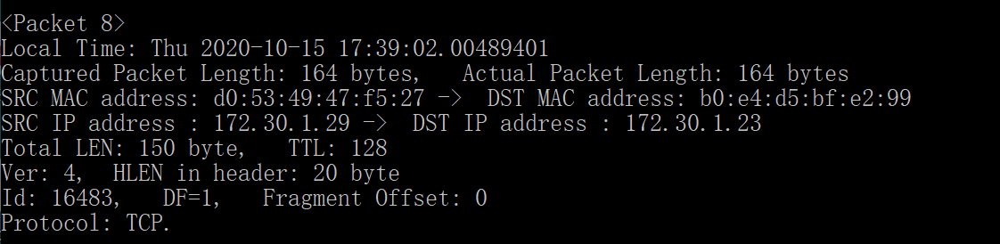 <Packet 8>
Local Time: Thu 2020-10-15 17:39:02.00489401
Captured Packet Length: 164 bytes,   Actual Packet Length: 164 bytes
SRC MAC address: d0:53:49:47:f5:27 ->  DST MAC address: b0:e4:d5:bf:e2:99
SRC IP address : 172.30.1.29 ->  DST IP address : 172.30.1.23
Total LEN: 150 byte,   TTL: 128
Ver: 4,  HLEN in header: 20 byte
Id: 16483,   DF=1,   Fragment Offset: 0
Protocol: TCP.